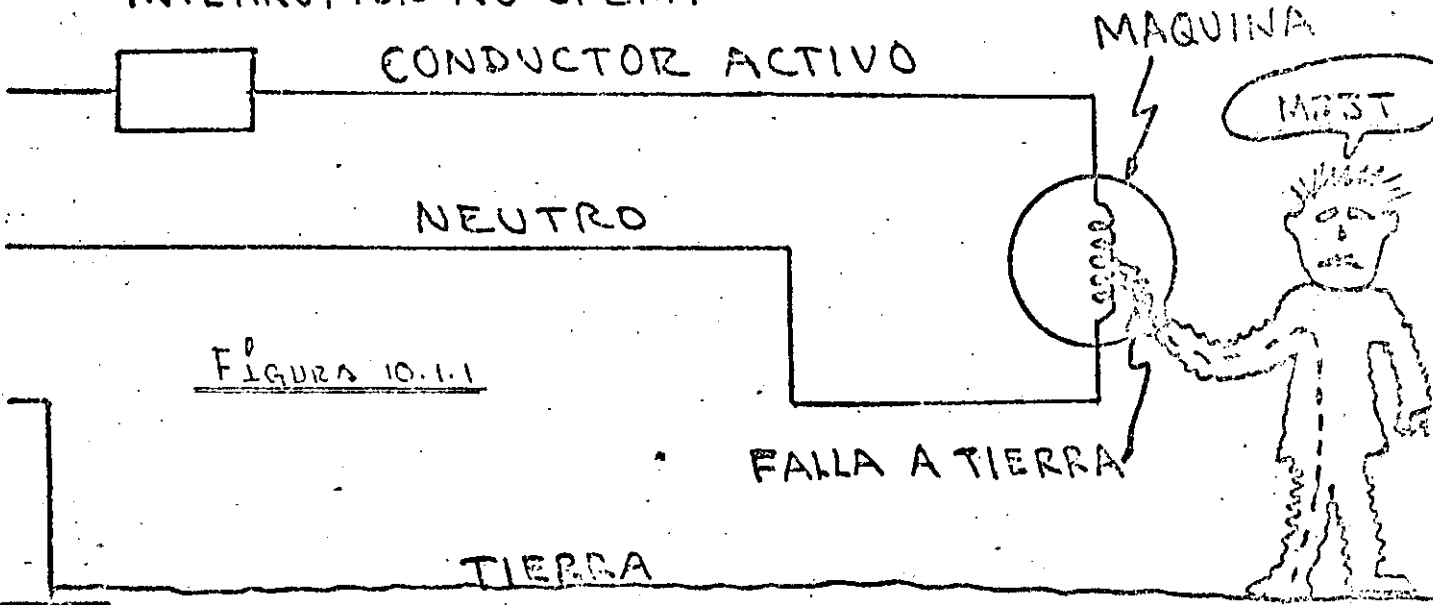 CONDUCTOR ACTIVO
MAQUINA
NEUTRO
FIGURA 10.1.1
FALLA A TIERRA
TIERRA